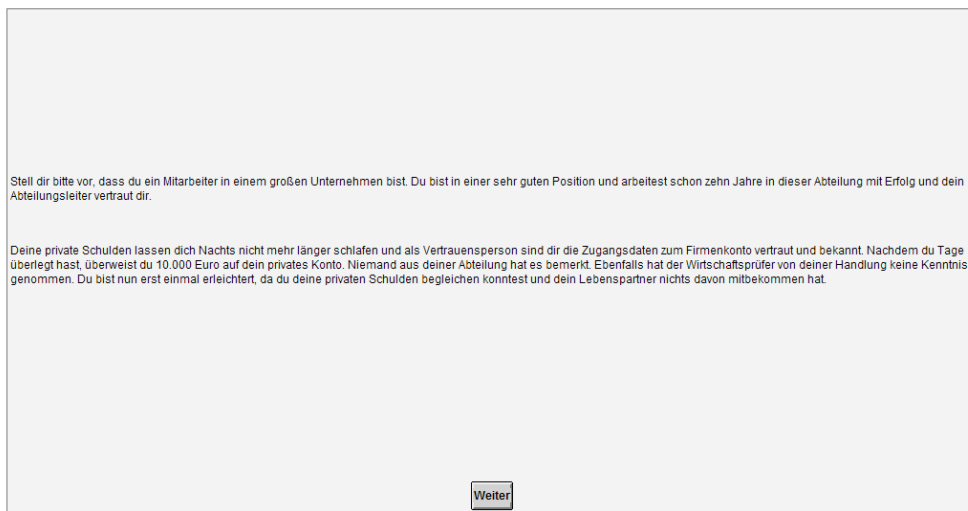 Stell dir bitte vor, dass du ein Mitarbeiter in einem großen Unternehmen bist. Du bist in einer sehr guten Position und arbeitest schon zehn Jahre in dieser Abteilung mit Erfolg und dein
Abteilungsleiter vertraut dir.
Deine private Schulden lassen dich Nachts nicht mehr länger schlafen und als Vertrauensperson sind dir die Zugangsdaten zum Firmenkonto vertraut und bekannt. Nachdem du Tage
überlegt hast, überweist du 10.000 Euro auf dein privates Konto. Niemand aus deiner Abteilung hat es bemerkt. Ebenfalls hat der Wirtschaftsprüfer von deiner Handlung keine Kenntnis
genommen. Du bist nun erst einmal erleichtert, da du deine privaten Schulden begleichen konntest und dein Lebenspartner nichts davon mitbekommen hat.
Weiter